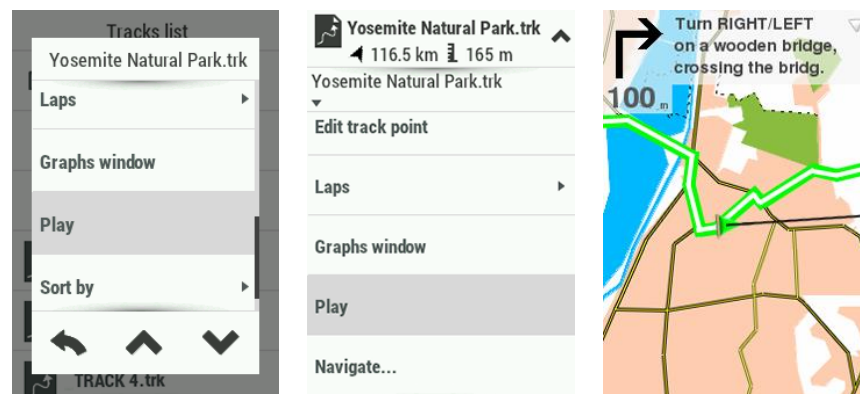 Tracks list
Yosemite Natural Park.trk
Laps
Graphs window
Play
Sort by
TRACK 4.trk
Yosemite Natural Park.trk
116.5 km 165 m
Yosemite Natural Park.trk
Edit track point
Laps
Graphs window
Play
Navigate...
Turn RIGHT/LEFT
on a wooden bridge,
crossing the bridg.
100 m